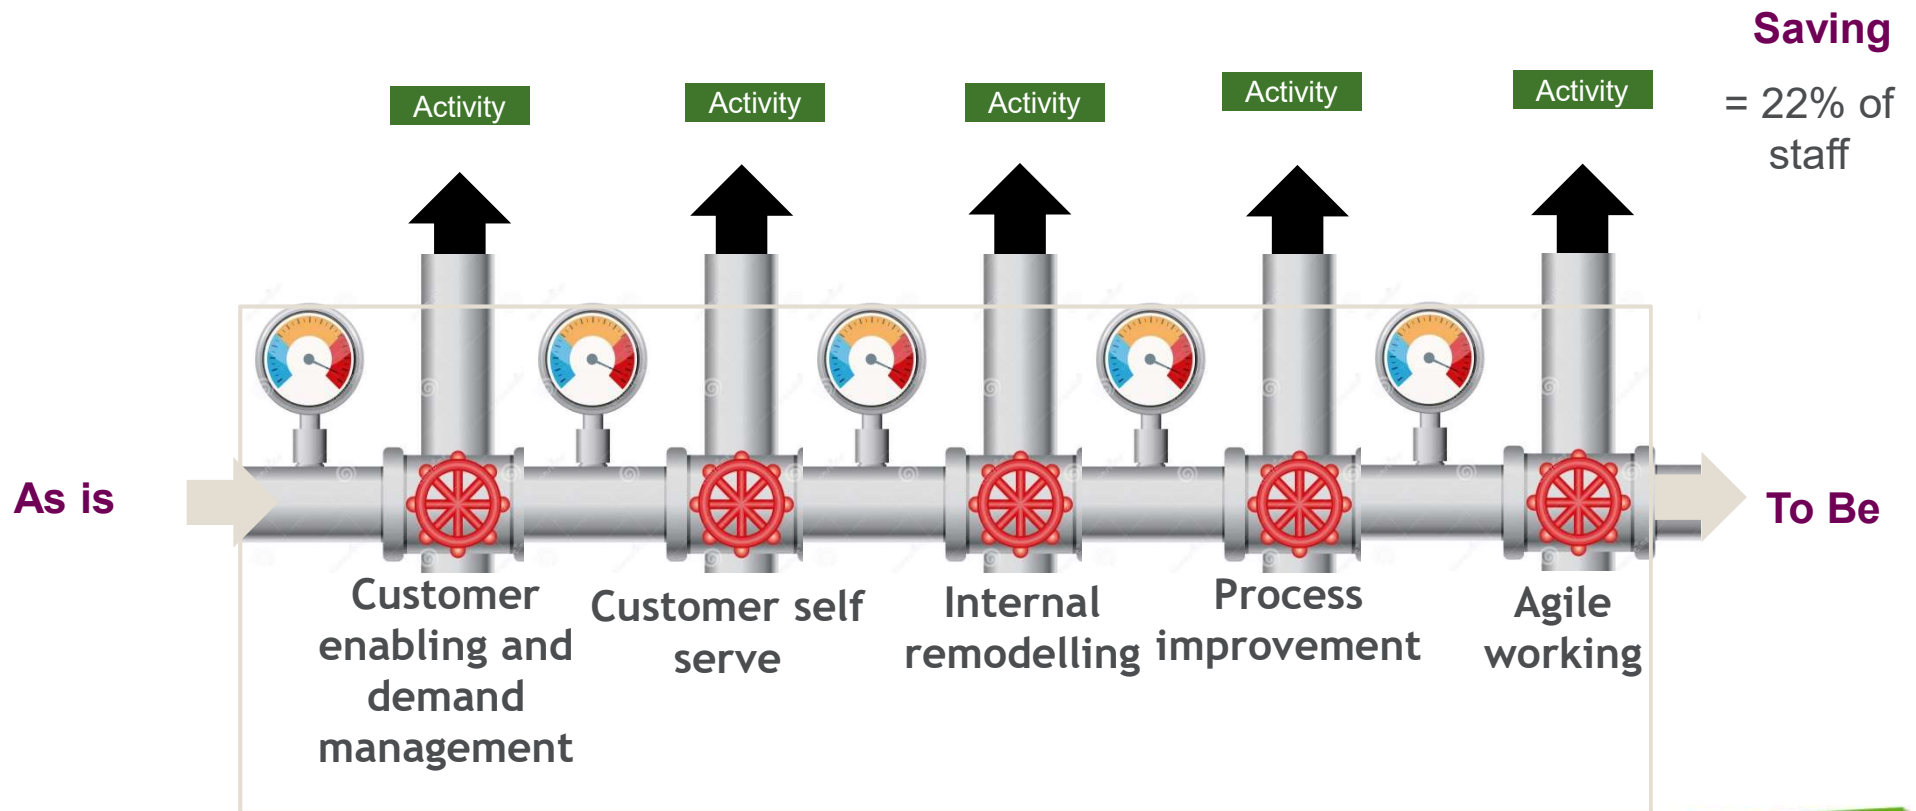 Saving
= 22% of
staff
Activity
Activity
Activity
Activity
Activity
As is
To Be
Customer
enabling and
demand
management
Customer self
serve
Internal
remodelling
Process
improvement
Agile
working